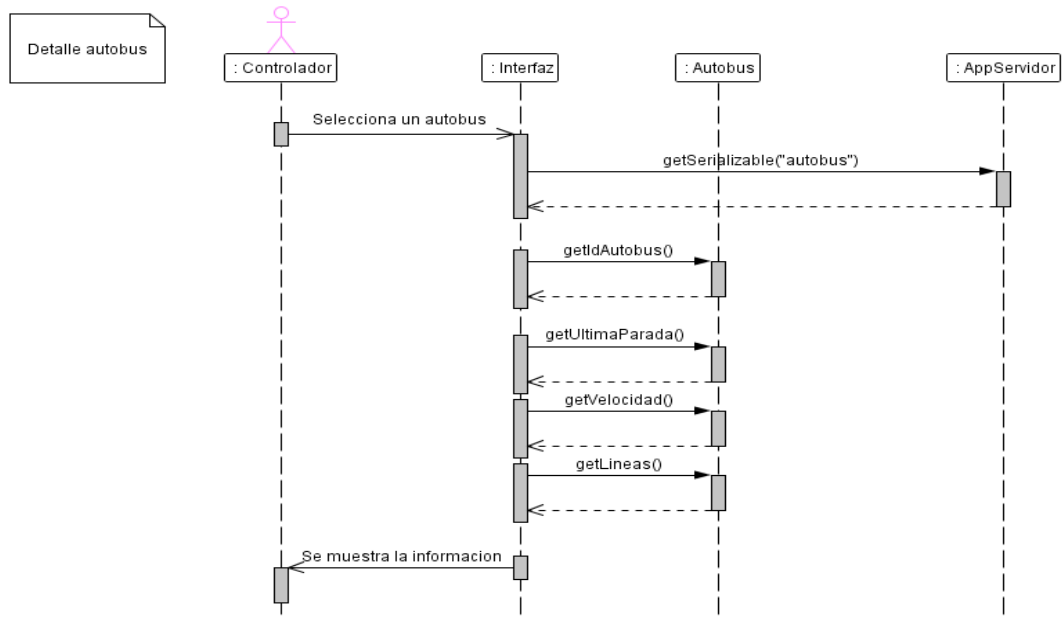 Detalle autobus
: Controlador
: Interfaz
: Autobus
: AppServidor
Selecciona un autobus
getSerializable("autobus")
getIdAutobus()
getUltimaParada()
getVelocidad()
getLineas()
Se muestra la informacion